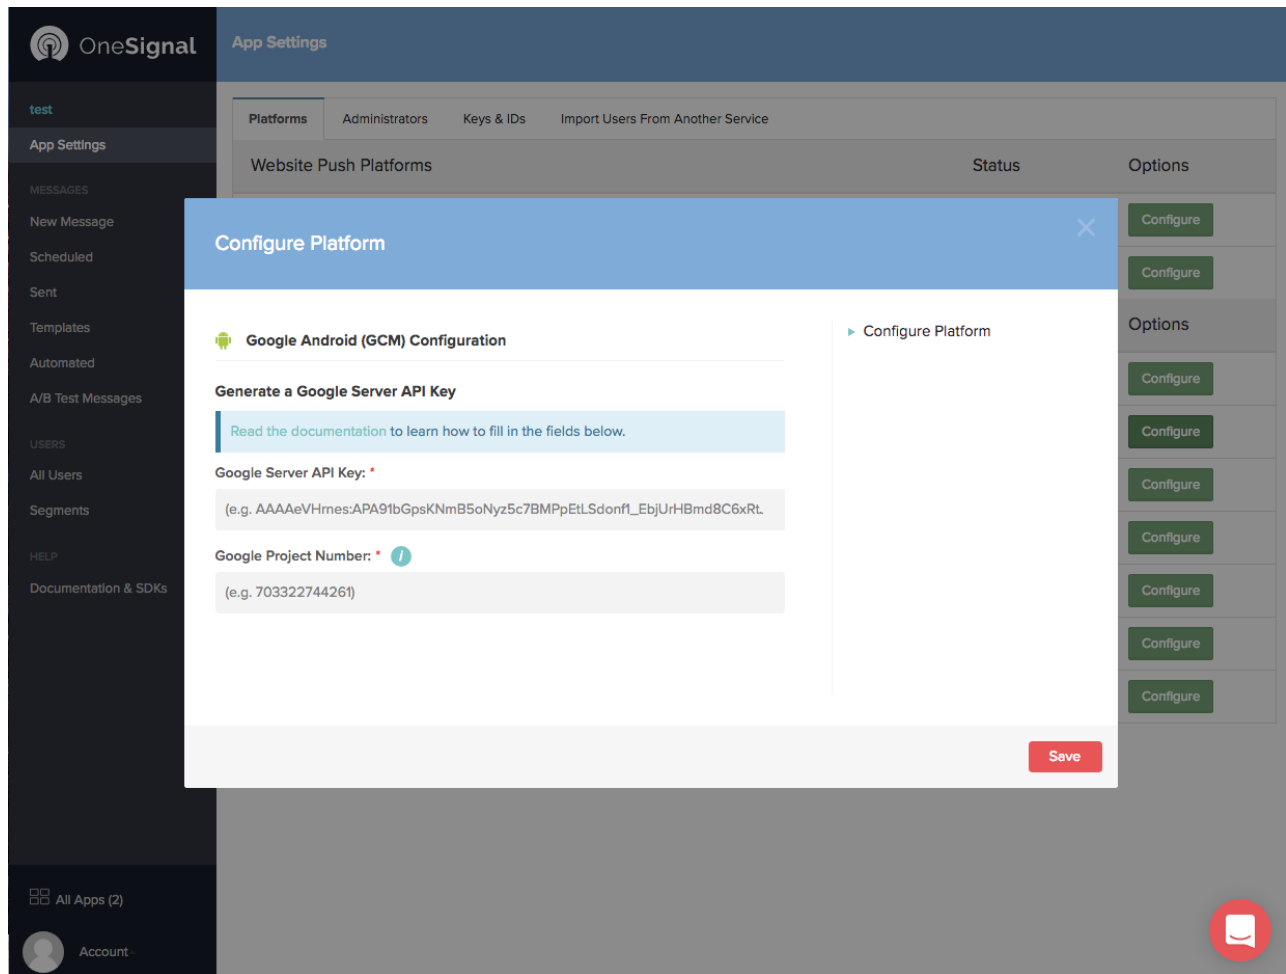 OneSignal
App Settings
test
App Settings
MESSAGES
New Message
Scheduled
Sent
Templates
Automated
A/B Test Messages
USERS
All Users
Segments
HELP
Documentation & SDKs
All Apps (2)
Account
Platforms Administrators Keys & IDs Import Users From Another Service
Website Push Platforms Status Options
Configure
Configure
Options
Configure
Configure
Configure
Configure
Configure
Configure
Configure
Configure Platform
Google Android (GCM) Configuration
Generate a Google Server API Key
Read the documentation to learn how to fill in the fields below.
Google Server API Key: *
(e.g. AAAAeVHrnes:APA91bGpsKNmB5oNyz5c7BMPpEtLSdonf1_EbjUrHBmd8C6xRt.
Google Project Number: * i
(e.g. 703322744261)
Configure Platform
Save